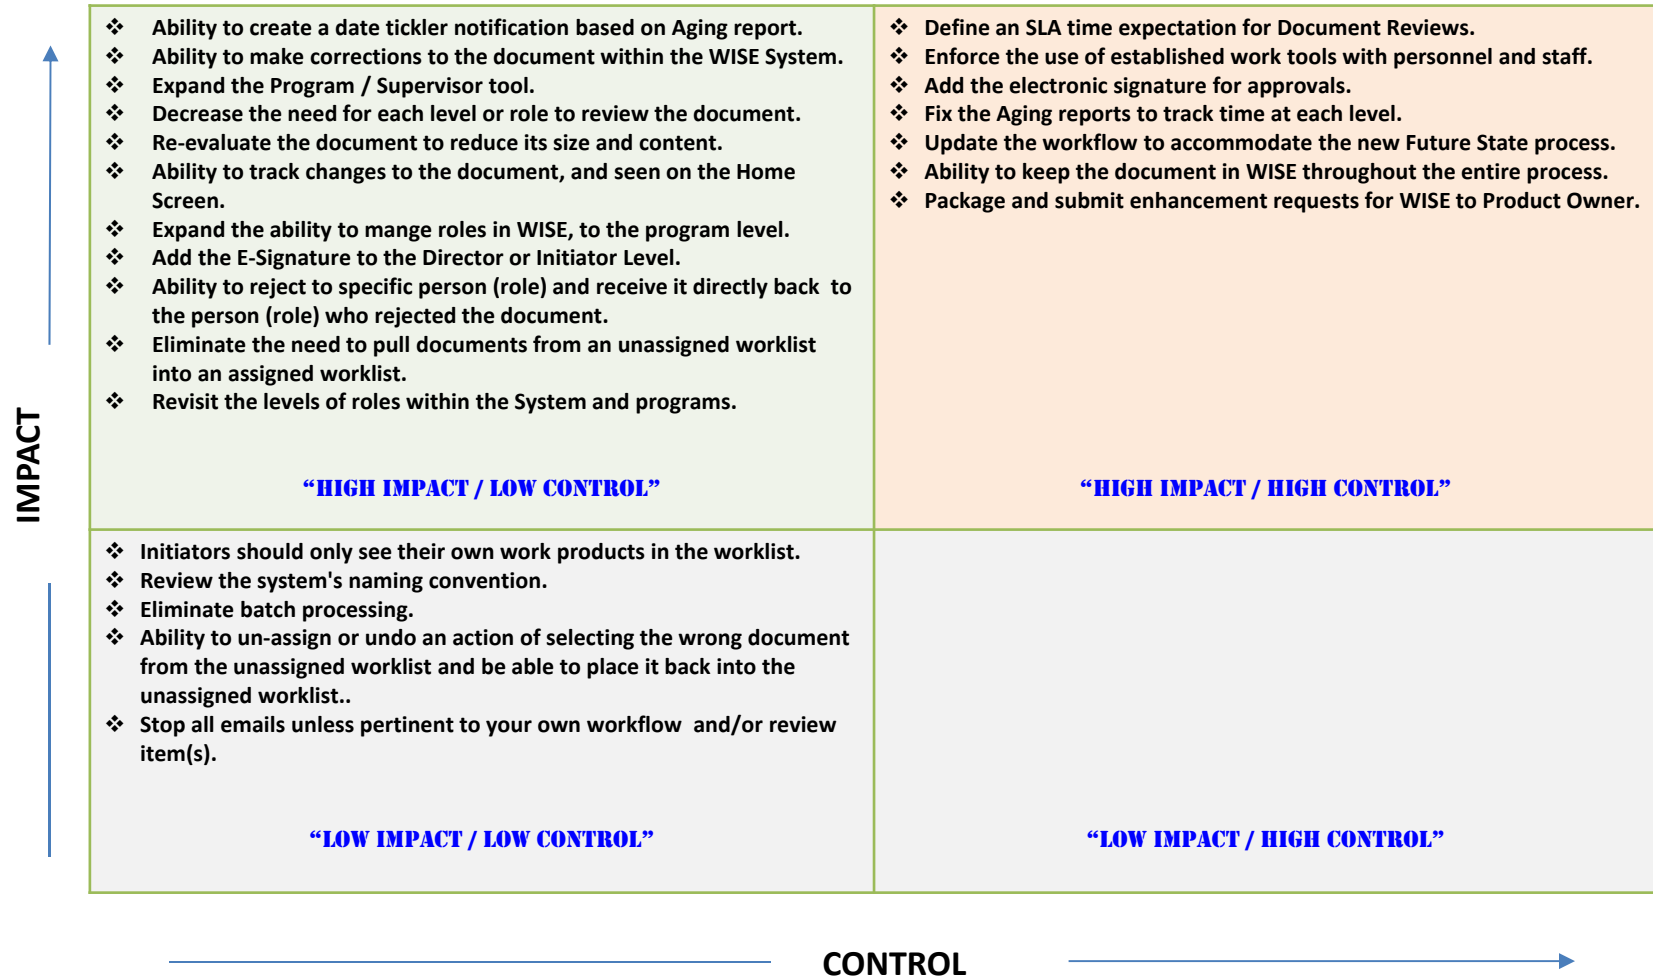 ❖ Ability to create a date tickler notification based on Aging report.
❖ Ability to make corrections to the document within the WISE System.
❖ Expand the Program / Supervisor tool.
❖ Decrease the need for each level or role to review the document.
❖ Re-evaluate the document to reduce its size and content.
❖ Ability to track changes to the document, and seen on the Home
Screen.
❖ Expand the ability to mange roles in WISE, to the program level.
❖ Add the E-Signature to the Director or Initiator Level.
❖ Ability to reject to specific person (role) and receive it directly back to
the person (role) who rejected the document.
❖ Eliminate the need to pull documents from an unassigned worklist
into an assigned worklist.
❖ Revisit the levels of roles within the System and programs.
“HIGH IMPACT / LOW CONTROL”
❖ Define an SLA time expectation for Document Reviews.
❖ Enforce the use of established work tools with personnel and staff.
❖ Add the electronic signature for approvals.
❖ Fix the Aging reports to track time at each level.
❖ Update the workflow to accommodate the new Future State process.
❖ Ability to keep the document in WISE throughout the entire process.
❖ Package and submit enhancement requests for WISE to Product Owner.
“HIGH IMPACT / HIGH CONTROL”
IMPACT
❖ Initiators should only see their own work products in the worklist.
❖ Review the system's naming convention.
❖ Eliminate batch processing.
❖ Ability to un-assign or undo an action of selecting the wrong document
from the unassigned worklist and be able to place it back into the
unassigned worklist..
❖ Stop all emails unless pertinent to your own workflow and/or review
item(s).
“LOW IMPACT / LOW CONTROL”
“LOW IMPACT / HIGH CONTROL”
CONTROL